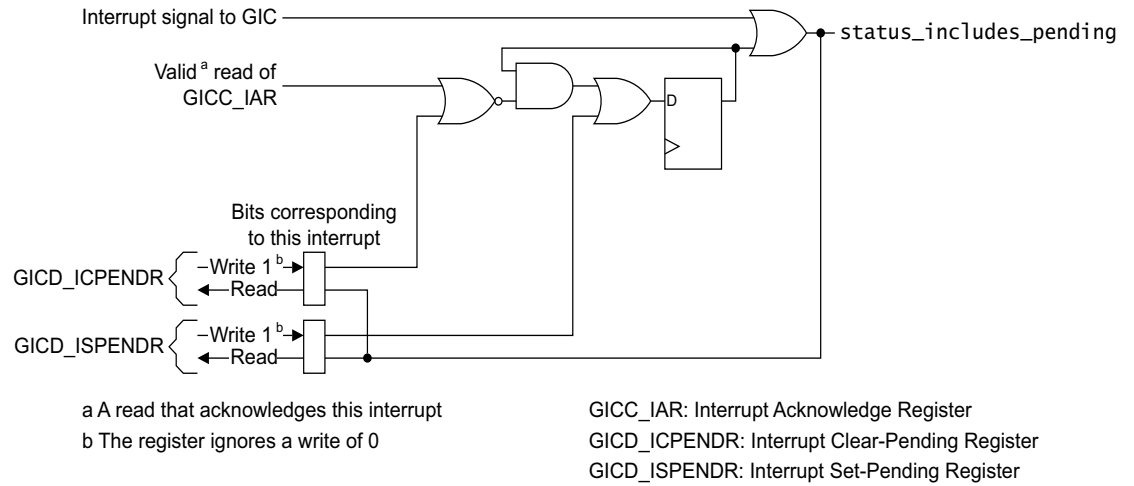 Interrupt signal to GIC
status_includes_pending
Valid a read of
GICC_IAR
D
Bits corresponding
to this interrupt
GICD_ICPENDR
Write 1 b
Read
GICD_ISPENDR
Write 1 b
Read
a A read that acknowledges this interrupt
b The register ignores a write of 0
GICC_IAR: Interrupt Acknowledge Register
GICD_ICPENDR: Interrupt Clear-Pending Register
GICD_ISPENDR: Interrupt Set-Pending Register